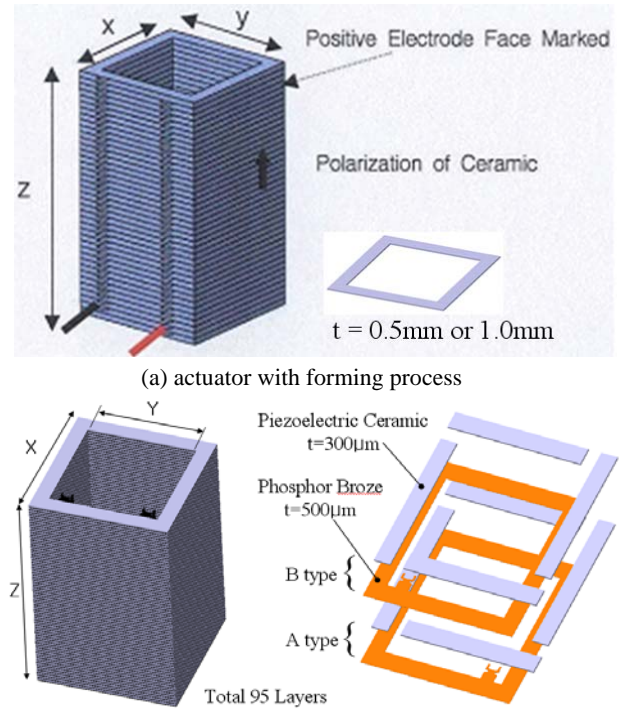 x
y
Positive Electrode Face Marked
Z
Polarization of Ceramic
t = 0.5mm or 1.0mm
(a) actuator with forming process
X
Y
Z
Piezoelectric Ceramic
t=300μm
Phosphor Broze
t=500μm
B type {
A type {
Total 95 Layers